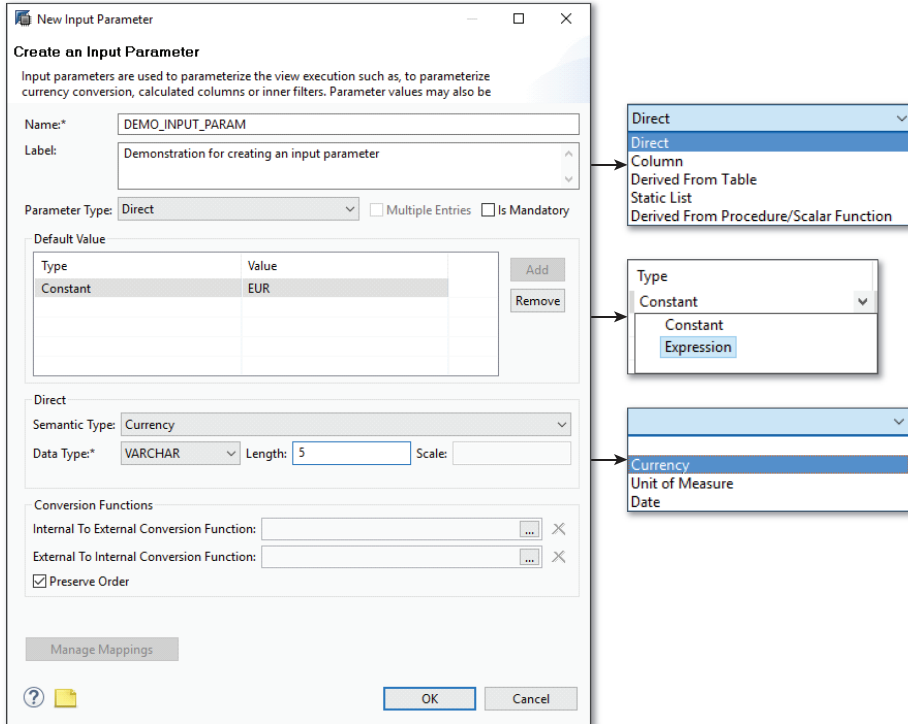 New Input Parameter
Create an Input Parameter
Input parameters are used to parameterize the view execution such as, to parameterize
currency conversion, calculated columns or inner filters. Parameter values may also be
Name:* DEMO_INPUT_PARAM
Label: Demonstration for creating an input parameter
Parameter Type: Direct Multiple Entries Is Mandatory
Default Value
Type Value
Constant EUR
Add
Remove
Direct
Semantic Type: Currency
Data Type:* VARCHAR Length: 5 Scale:
Conversion Functions
Internal To External Conversion Function: ...
External To Internal Conversion Function: ...
Preserve Order
Manage Mappings
? OK Cancel
Direct
Direct
Column
Derived From Table
Static List
Derived From Procedure/Scalar Function
Type
Constant
Constant
Expression
Currency
Unit of Measure
Date